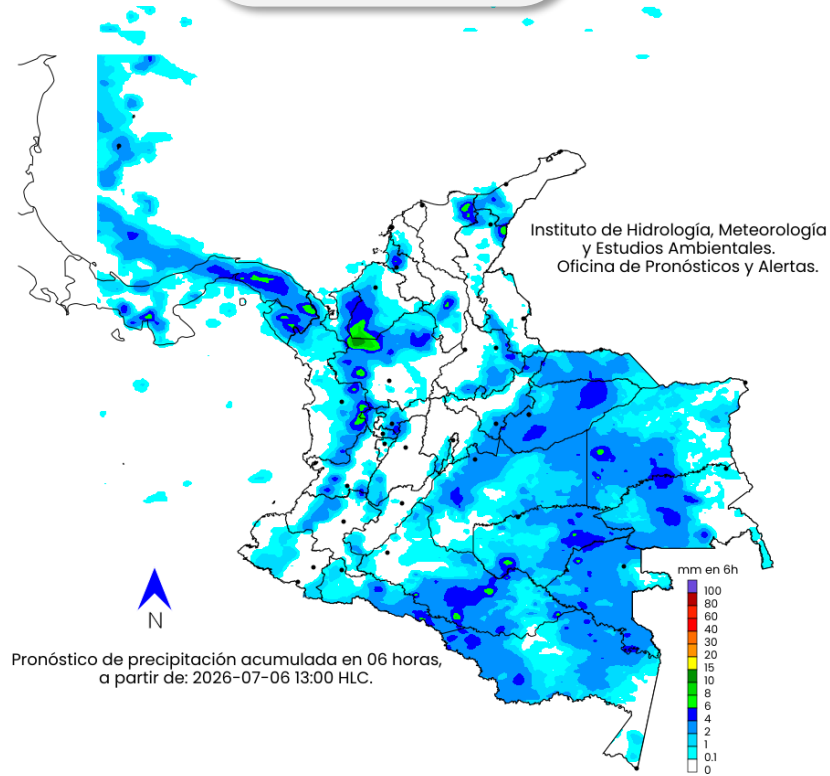 Instituto de Hidrología, Meteorología
y Estudios Ambientales.
Oficina de Pronósticos y Alertas.
mm en 6h
100
80
60
40
30
20
15
10
8
6
4
2
1
0.1
0
N
Pronóstico de precipitación acumulada en 06 horas,
a partir de: 2026-07-06 13:00 HLC.